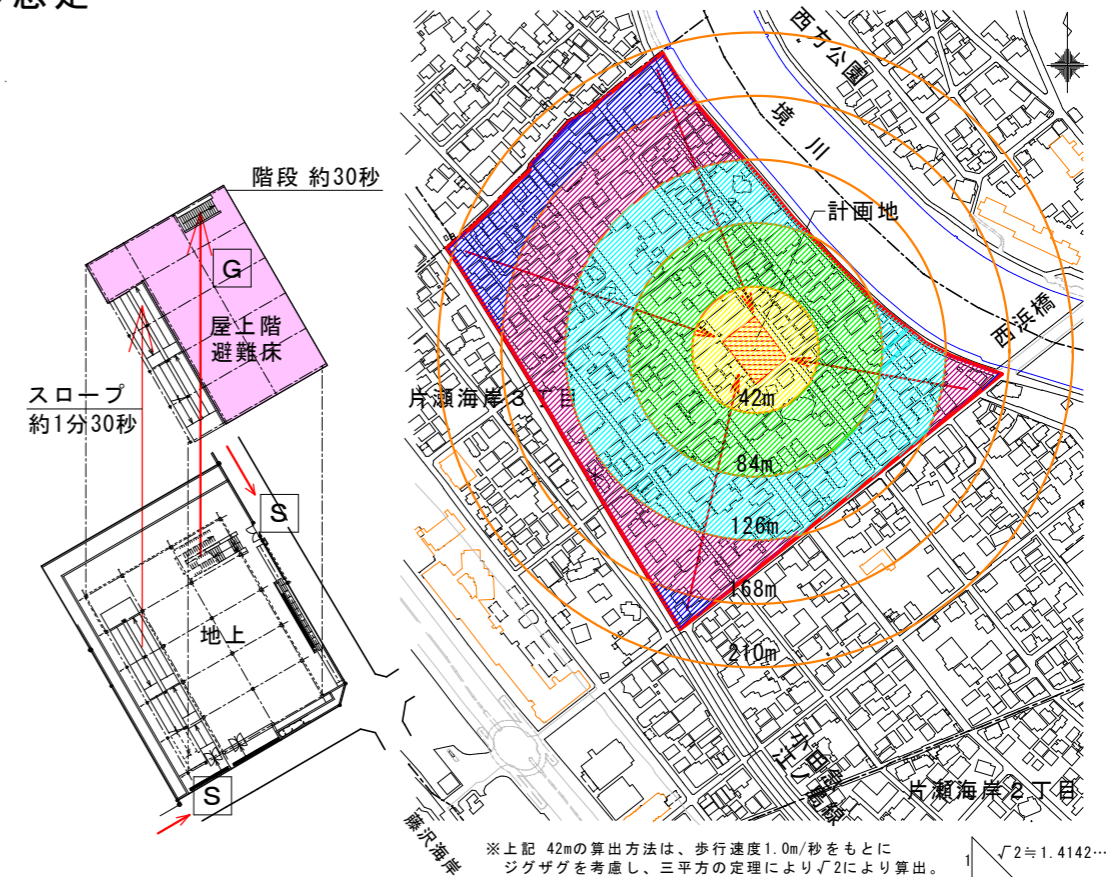 想定
階段 約30秒
G
屋上階
避難床
スロープ
約1分30秒
S
地上
S
西方公園
境川
計画地
西浜橋
片瀬海岸3丁目
42m
84m
126m
168m
210m
小田急
江ノ島線
片瀬海岸2丁目
藤沢海岸
※上記 42mの算出方法は、歩行速度1.0m/秒をもとに
ジグザグを考慮し、三平方の定理により√2により算出。
1
√2≒1.4142…